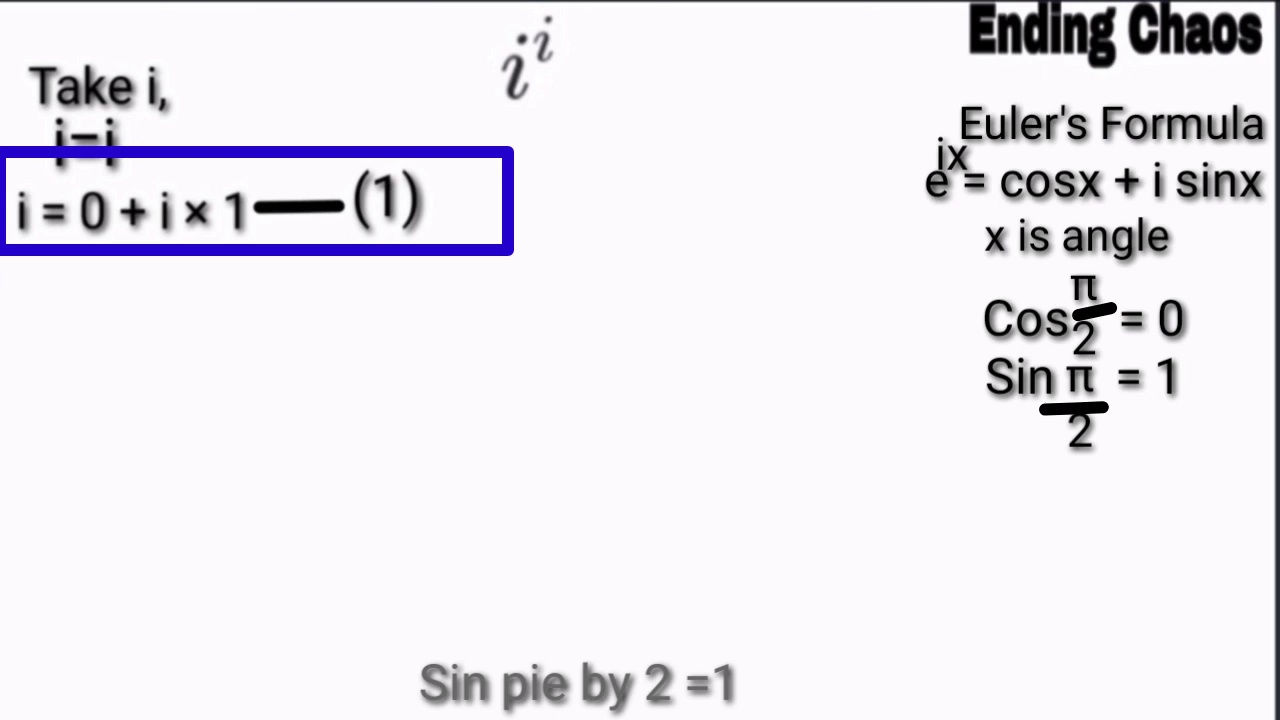 Ending Chaos
i^i
Take i,
i=i
i = 0 + i × 1 — (1)
Euler's Formula
e^ix = cosx + i sinx
x is angle
Cos π/2 = 0
Sin π/2 = 1
Sin pie by 2 =1